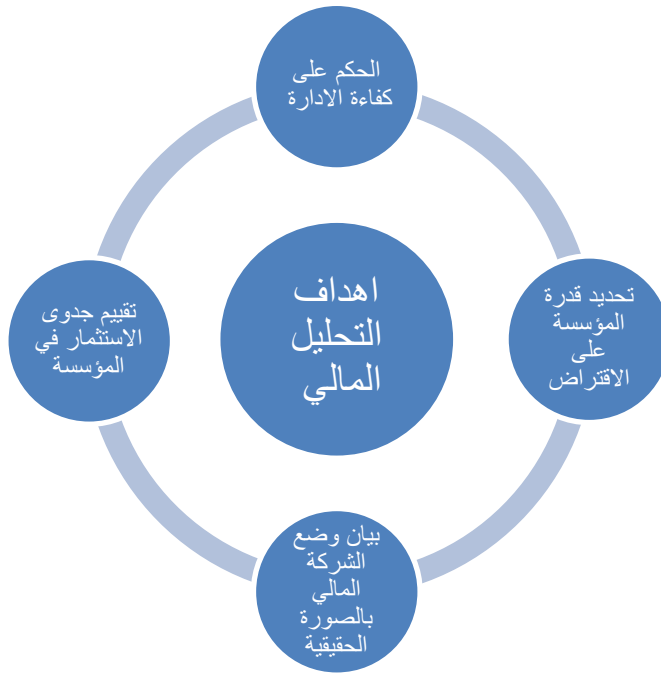 الحكم على
كفاءة الادارة
اهداف
التحليل
المالي
تحديد قدرة
المؤسسة
على
الاقتراض
بيان وضع
الشركة
المالي
بالصورة
الحقيقية
تقييم جدوى
الاستثمار في
المؤسسة